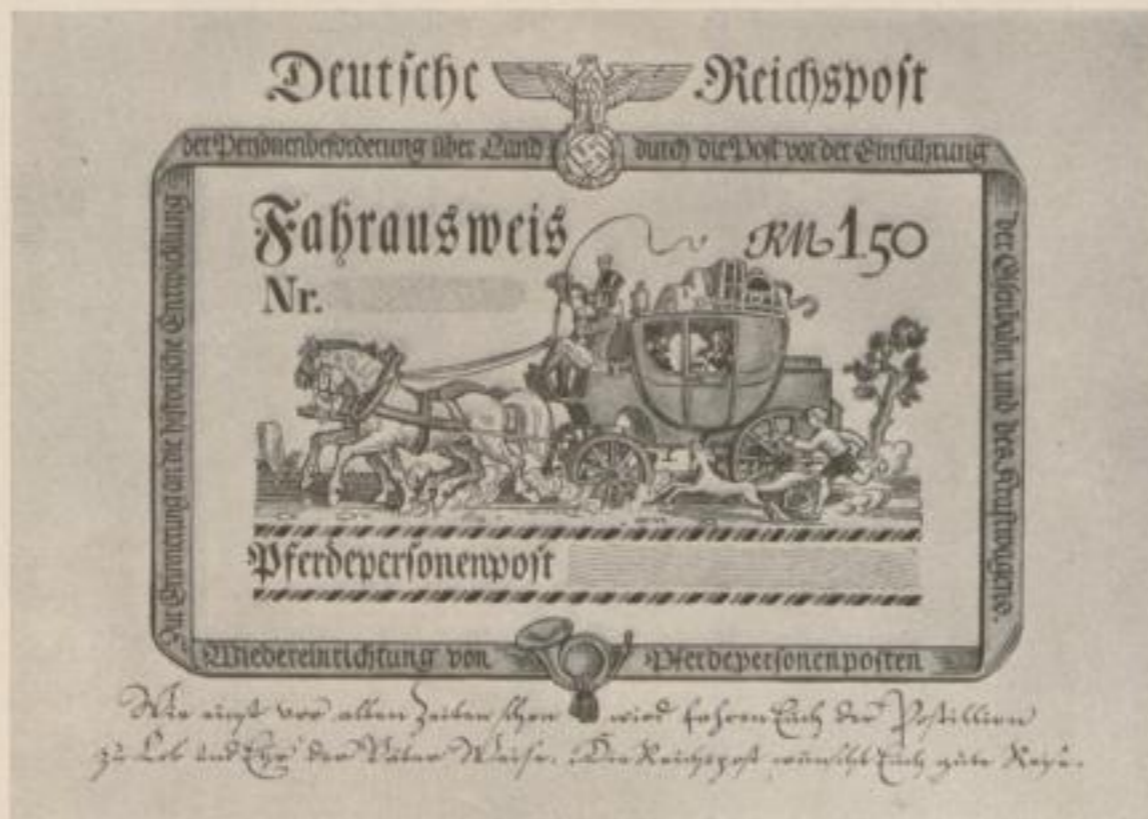 Deutsche Reichspost
der Personenbeförderung über Land durch die Post vor der Einführung
der Eisenbahn und des Kraftwagens.
Zur Erinnerung an die historische Entwicklung
Fahrausweis RM 1.50
Nr.
Pferdepersonenpost
Wiedereinrichtung von Pferdepersonenposten
Wie einst vor alten Zeiten schon wird fahren Euch der Postillion
zu Lob und Ehr' der Väter Weise. Die Reichspost wünscht Euch gute Reise.